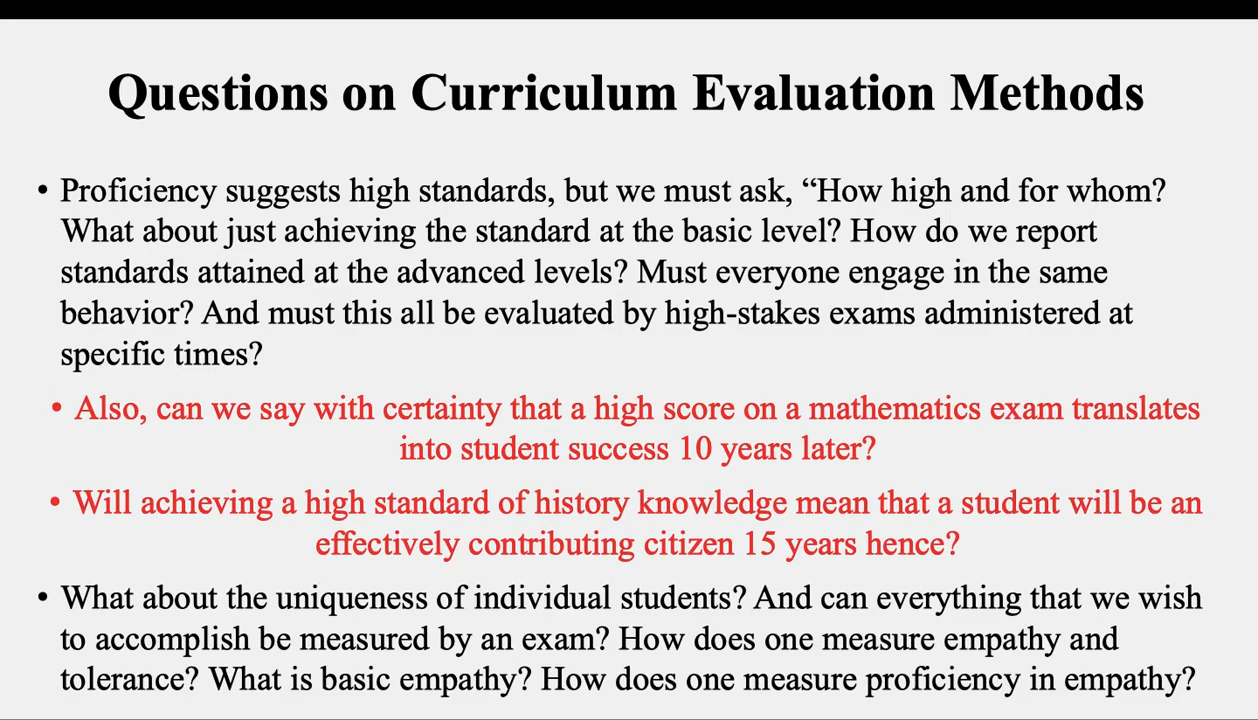 Questions on Curriculum Evaluation Methods
• Proficiency suggests high standards, but we must ask, “How high and for whom?
What about just achieving the standard at the basic level? How do we report
standards attained at the advanced levels? Must everyone engage in the same
behavior? And must this all be evaluated by high-stakes exams administered at
specific times?
• Also, can we say with certainty that a high score on a mathematics exam translates
into student success 10 years later?
• Will achieving a high standard of history knowledge mean that a student will be an
effectively contributing citizen 15 years hence?
• What about the uniqueness of individual students? And can everything that we wish
to accomplish be measured by an exam? How does one measure empathy and
tolerance? What is basic empathy? How does one measure proficiency in empathy?